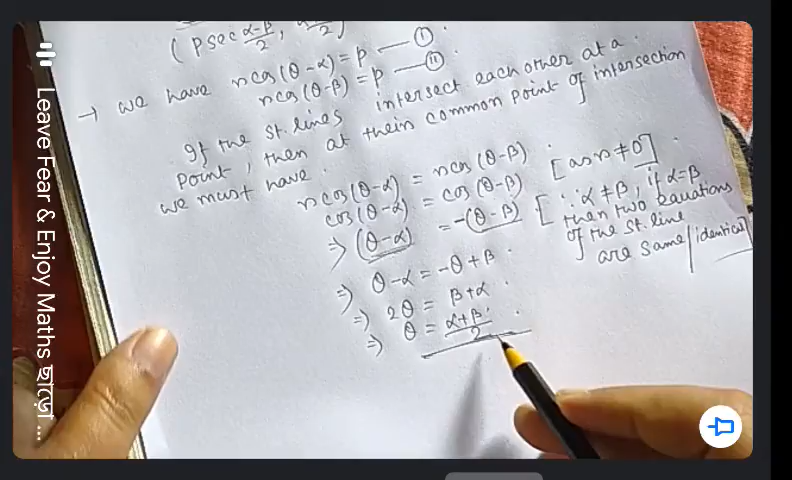 (p sec α-β/2, /2)
→ we have r cos(θ-α) = p — (i)
r cos(θ-β) = p — (ii)
If the st. lines intersect each other at a
point, then at their common point of intersection
we must have.
r cos(θ-α) = r cos(θ-β) . [as r ≠ 0] .
cos(θ-α) = cos(θ-β)
⇒ (θ-α) = -(θ-β) [∵ α ≠ β, if α = β
then two equations
of the st. line
are same/identical]
⇒ θ-α = -θ+β .
⇒ 2θ = β+α .
⇒ θ = α+β/2 .
Leave Fear & Enjoy Maths ছাড়ো ...